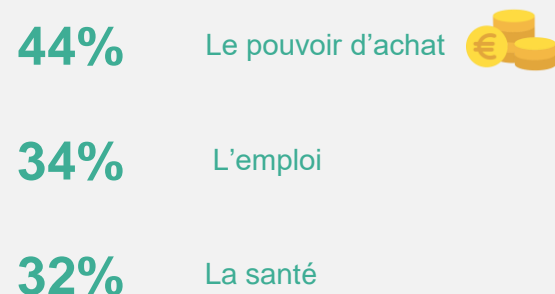 44% Le pouvoir d'achat €
34% L'emploi
32% La santé